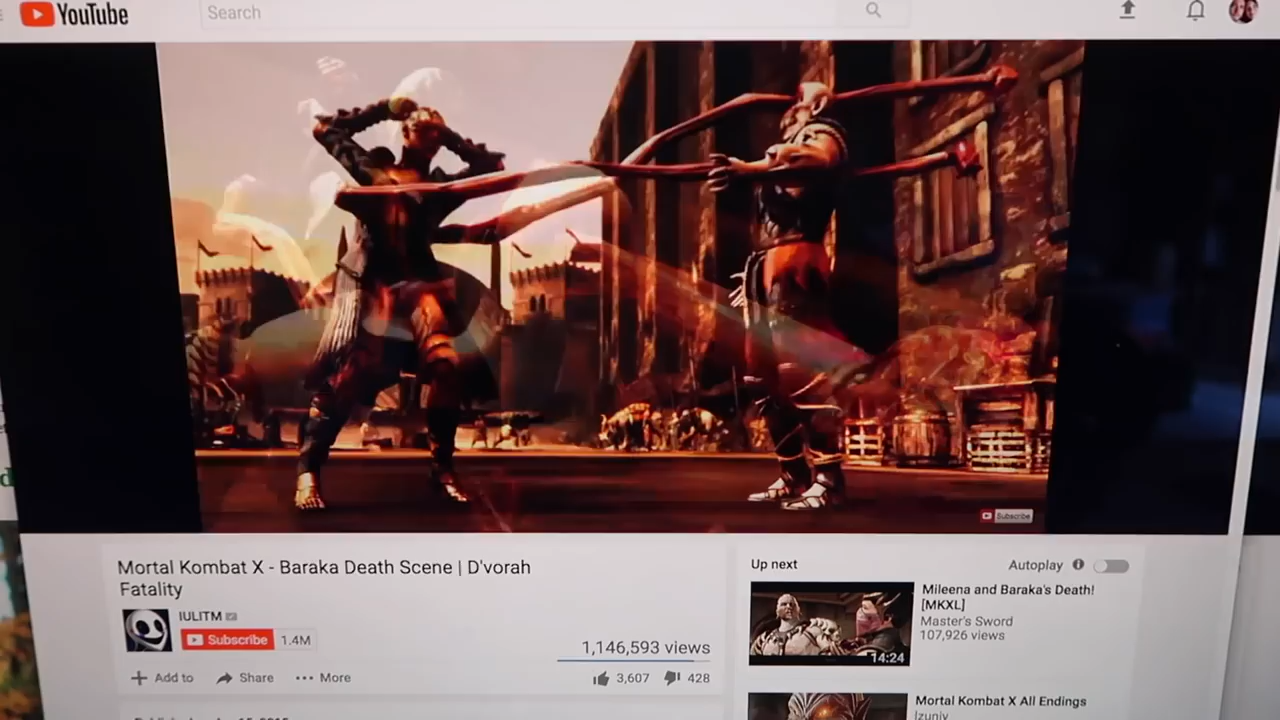 YouTube
Search
Subscribe
Mortal Kombat X - Baraka Death Scene | D'vorah
Fatality
IULITM
Subscribe 1.4M
1,146,593 views
Add to Share More
3,607 428
Up next
Autoplay
Mileena and Baraka's Death!
[MKXL]
Master's Sword
107,926 views
14:24
Mortal Kombat X All Endings